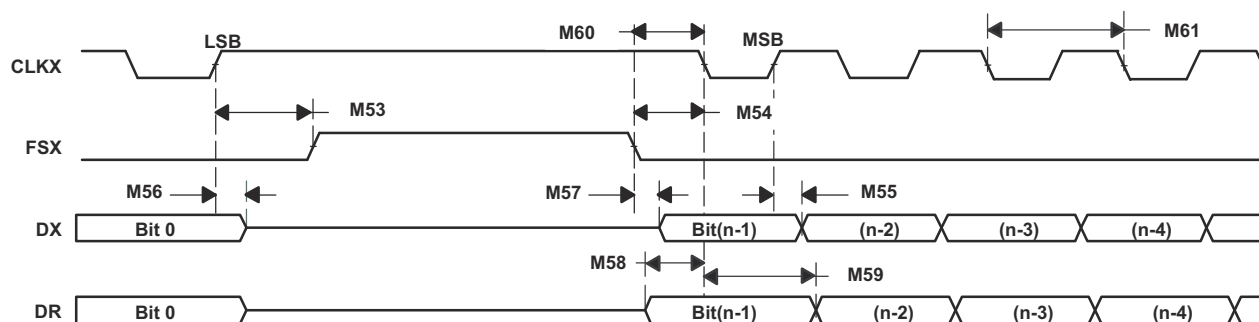 M60
LSB
MSB
M61
CLKX
M53
M54
FSX
M56
M57
M55
DX
Bit 0
Bit(n-1)
(n-2)
(n-3)
(n-4)
M58
M59
DR
Bit 0
Bit(n-1)
(n-2)
(n-3)
(n-4)